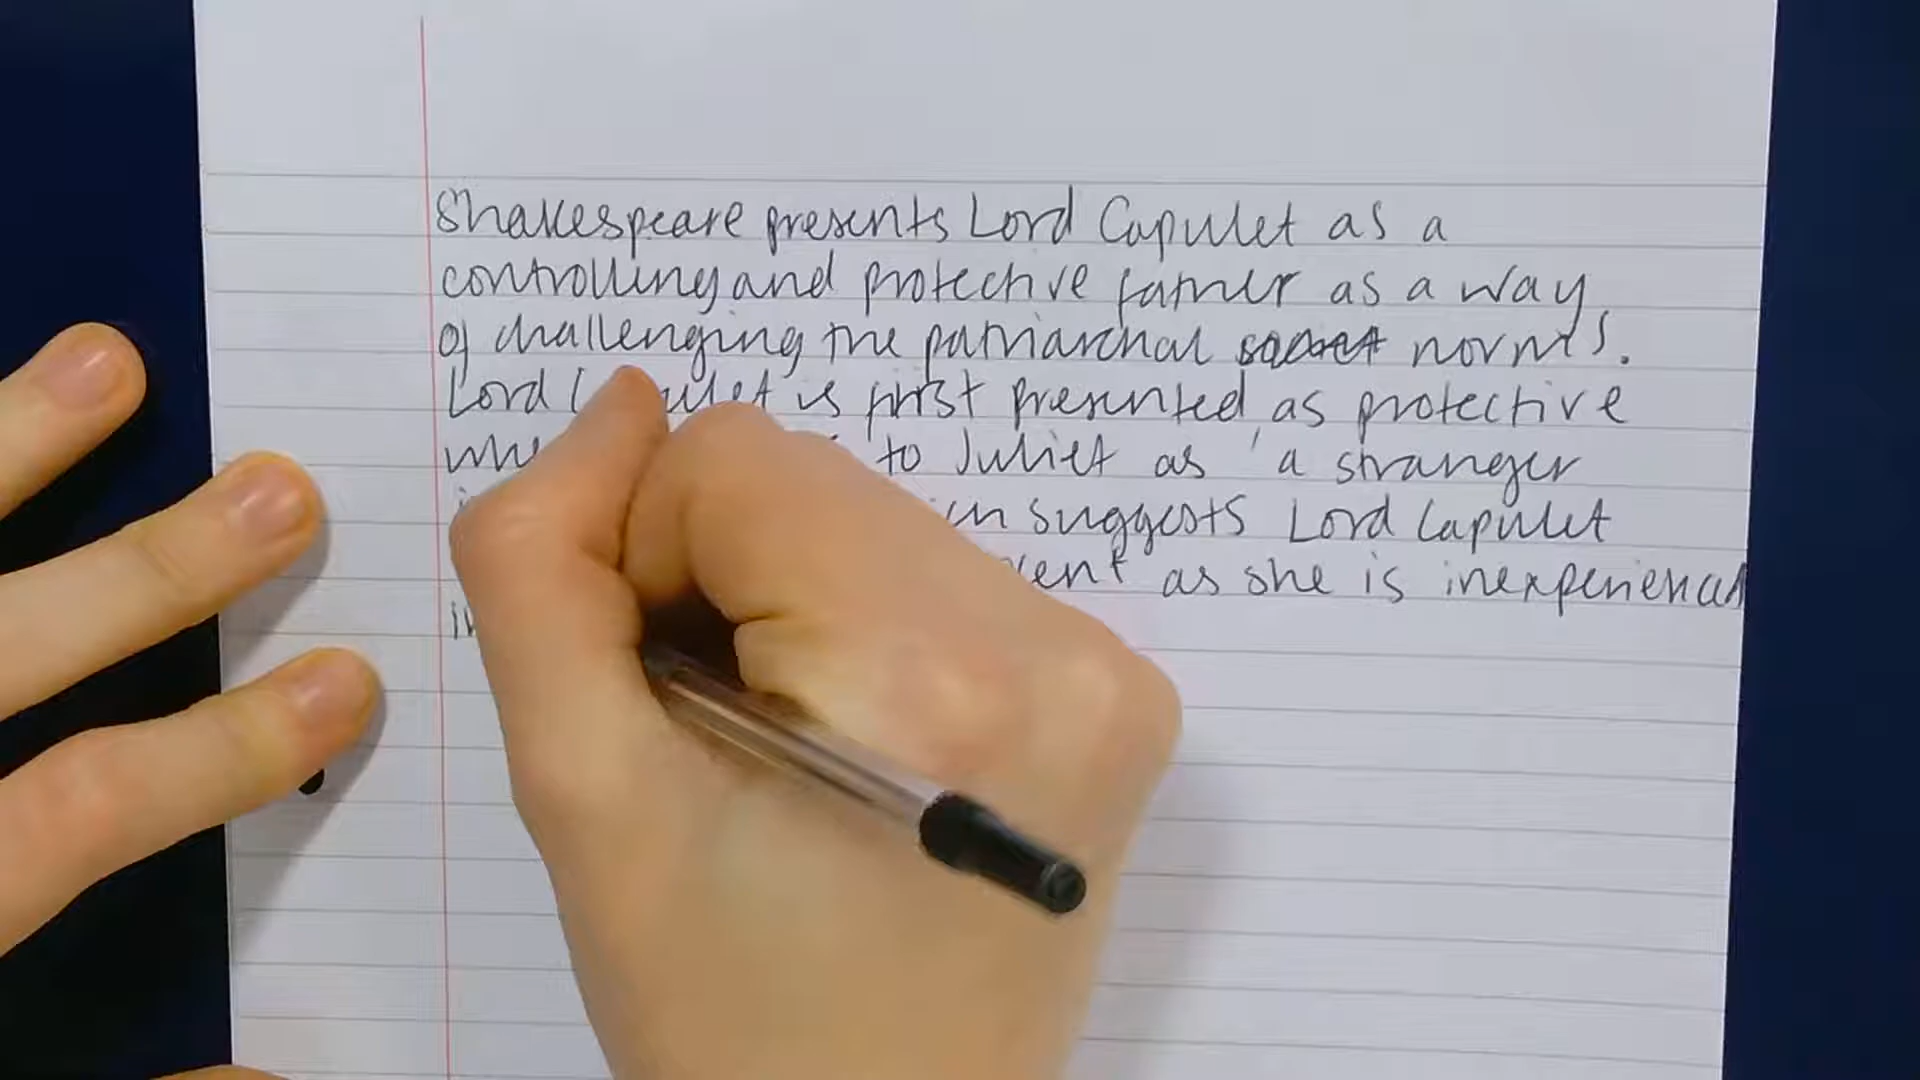 Shakespeare presents Lord Capulet as a
controlling and protective father as a way
of challenging the patriarchal norms.
Lord is first presented as protective
to Juliet as 'a stranger
suggests Lord Capulet
as she is inexperienced